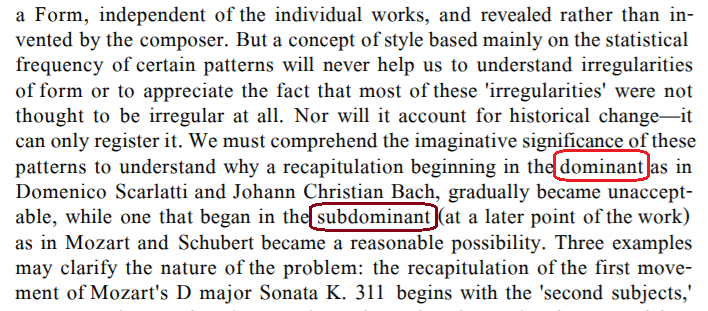 a Form, independent of the individual works, and revealed rather than in-
vented by the composer. But a concept of style based mainly on the statistical
frequency of certain patterns will never help us to understand irregularities
of form or to appreciate the fact that most of these 'irregularities' were not
thought to be irregular at all. Nor will it account for historical change—it
can only register it. We must comprehend the imaginative significance of these
patterns to understand why a recapitulation beginning in the dominant as in
Domenico Scarlatti and Johann Christian Bach, gradually became unaccept-
able, while one that began in the subdominant (at a later point of the work)
as in Mozart and Schubert became a reasonable possibility. Three examples
may clarify the nature of the problem: the recapitulation of the first move-
ment of Mozart's D major Sonata K. 311 begins with the 'second subjects,'